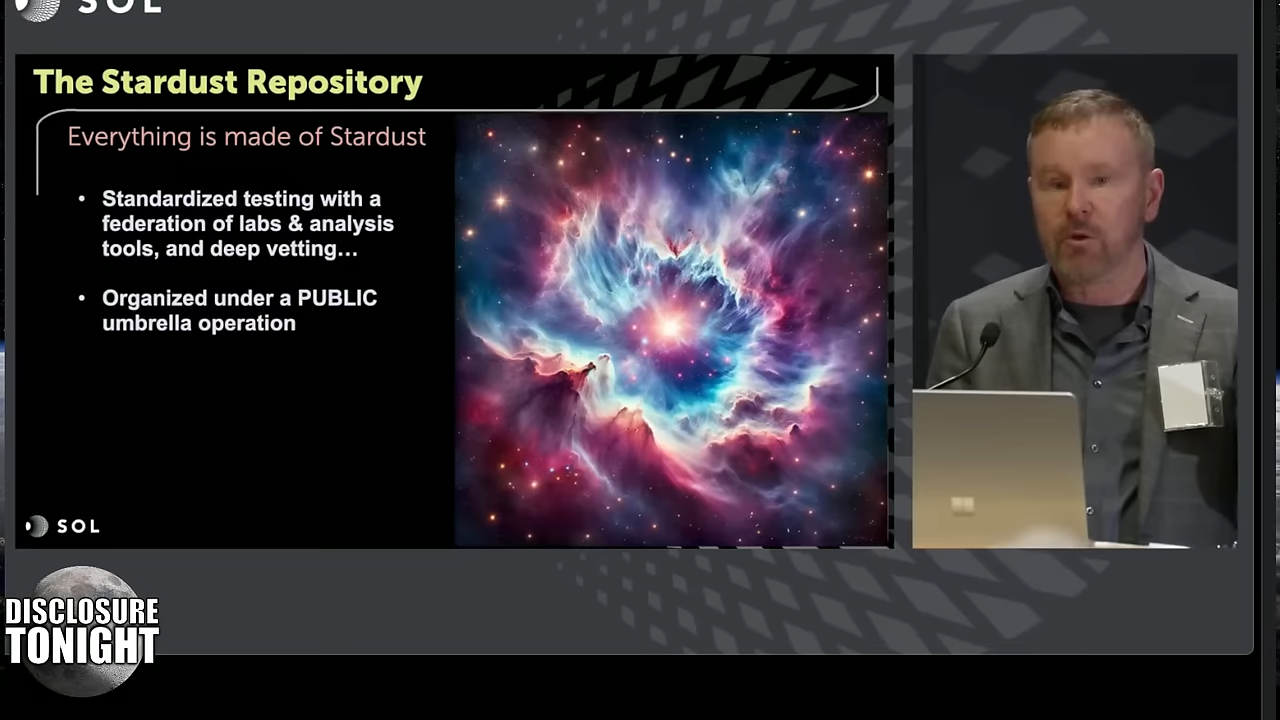 SOL
The Stardust Repository
Everything is made of Stardust
• Standardized testing with a
federation of labs & analysis
tools, and deep vetting...
• Organized under a PUBLIC
umbrella operation
SOL
DISCLOSURE
TONIGHT